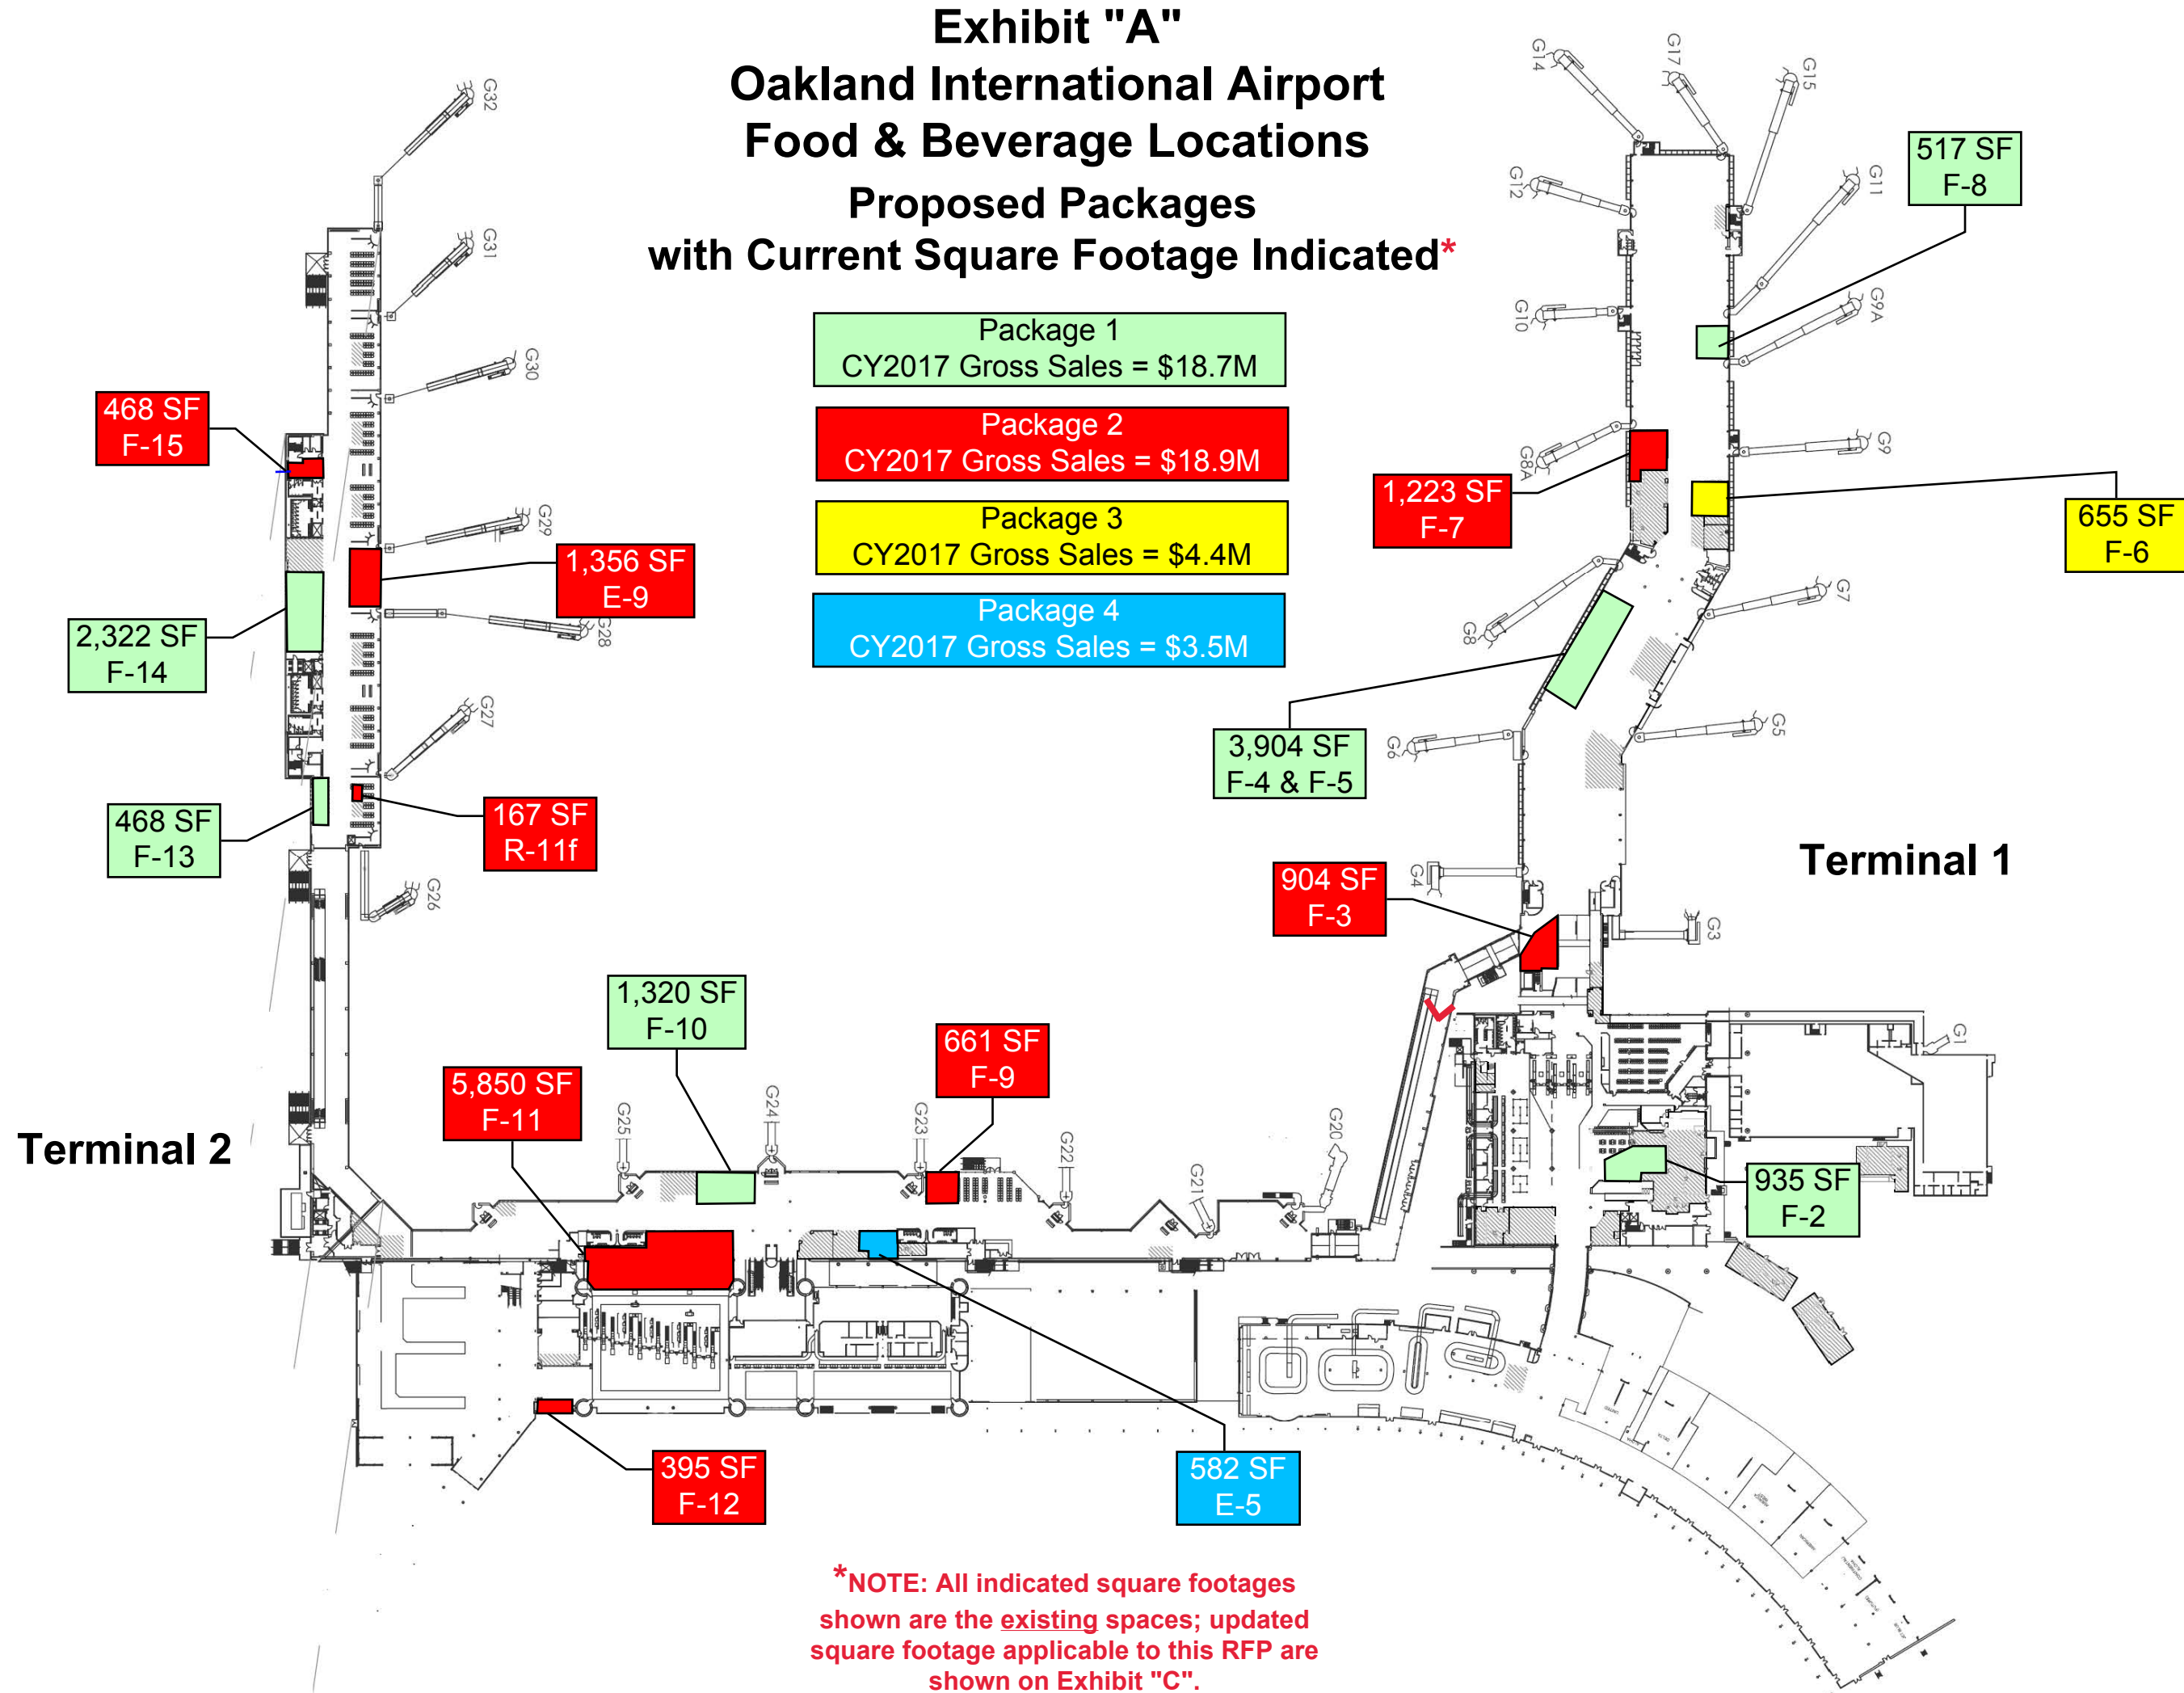 Exhibit "A"
Oakland International Airport
Food & Beverage Locations
Proposed Packages
with Current Square Footage Indicated*
Package 1
CY2017 Gross Sales = $18.7M
Package 2
CY2017 Gross Sales = $18.9M
Package 3
CY2017 Gross Sales = $4.4M
Package 4
CY2017 Gross Sales = $3.5M
G32
G31
G30
G29
G28
G27
G26
468 SF
F-15
1,356 SF
E-9
2,322 SF
F-14
468 SF
F-13
167 SF
R-11f
G14
G17
G15
G12
G11
G10
G9A
G8A
G9
G8
G7
G6
G5
G4
G3
G1
517 SF
F-8
1,223 SF
F-7
655 SF
F-6
3,904 SF
F-4 & F-5
904 SF
F-3
Terminal 1
935 SF
F-2
Terminal 2
1,320 SF
F-10
661 SF
F-9
5,850 SF
F-11
G25
G24
G23
G22
G21
G20
395 SF
F-12
582 SF
E-5
*NOTE: All indicated square footages
shown are the existing spaces; updated
square footage applicable to this RFP are
shown on Exhibit "C".